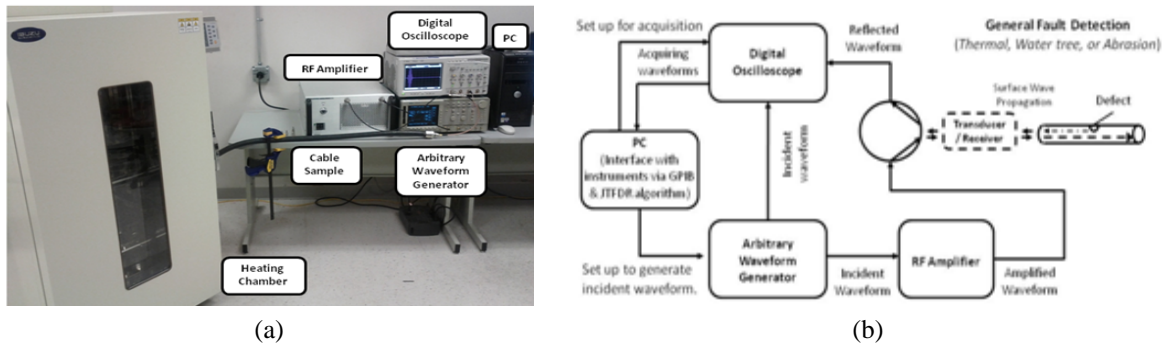 Digital
Oscilloscope
PC
RF Amplifier
Cable
Sample
Arbitrary
Waveform
Generator
Heating
Chamber
(a)
Set up for acquisition
Acquiring
waveforms
Digital
Oscilloscope
Reflected
Waveform
General Fault Detection
(Thermal, Water tree, or Abrasion)
Surface Wave
Propagation
Defect
Transducer
/ Receiver
PC
(Interface with
instruments via GPIB
& JTFDR algorithm)
Incident
waveform
Set up to generate
incident waveform.
Arbitrary
Waveform
Generator
Incident
Waveform
RF Amplifier
Amplified
Waveform
(b)